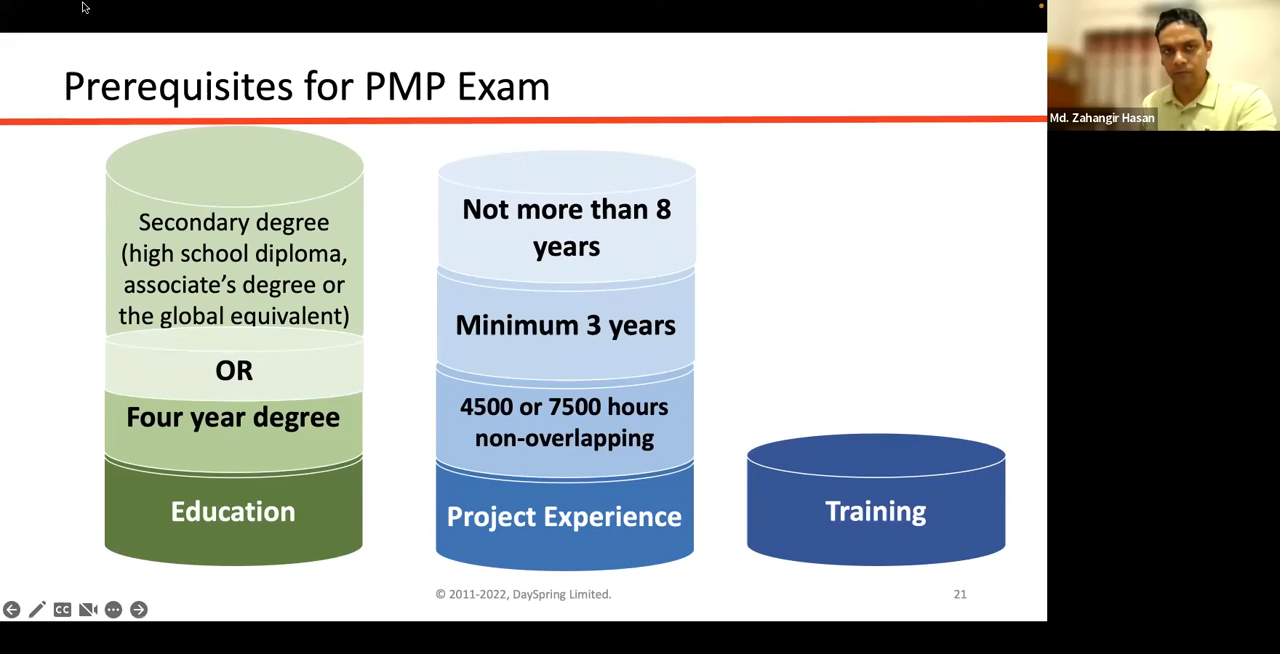 Prerequisites for PMP Exam
Md. Zahangir Hasan
Secondary degree
(high school diploma,
associate's degree or
the global equivalent)
OR
Four year degree
Education
Not more than 8
years
Minimum 3 years
4500 or 7500 hours
non-overlapping
Project Experience
Training
© 2011-2022, DaySpring Limited.
21
CC